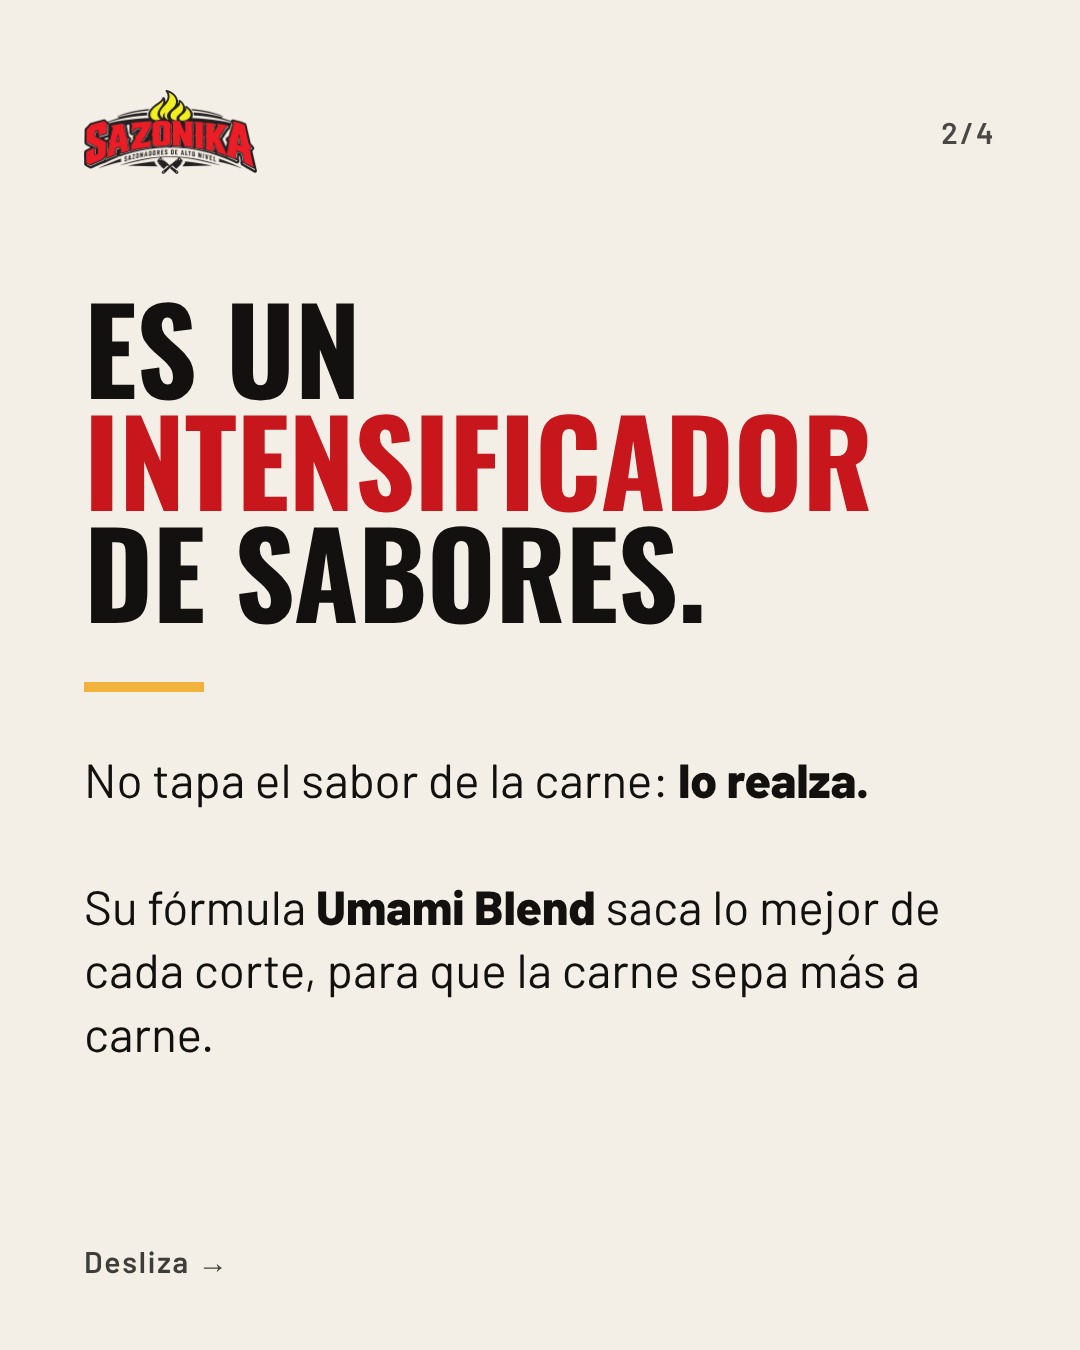 SAZONIKA
SAZONADORES DE ALTO NIVEL
2/4
ES UN
INTENSIFICADOR
DE SABORES.
No tapa el sabor de la carne: lo realza.
Su fórmula Umami Blend saca lo mejor de
cada corte, para que la carne sepa más a
carne.
Desliza →